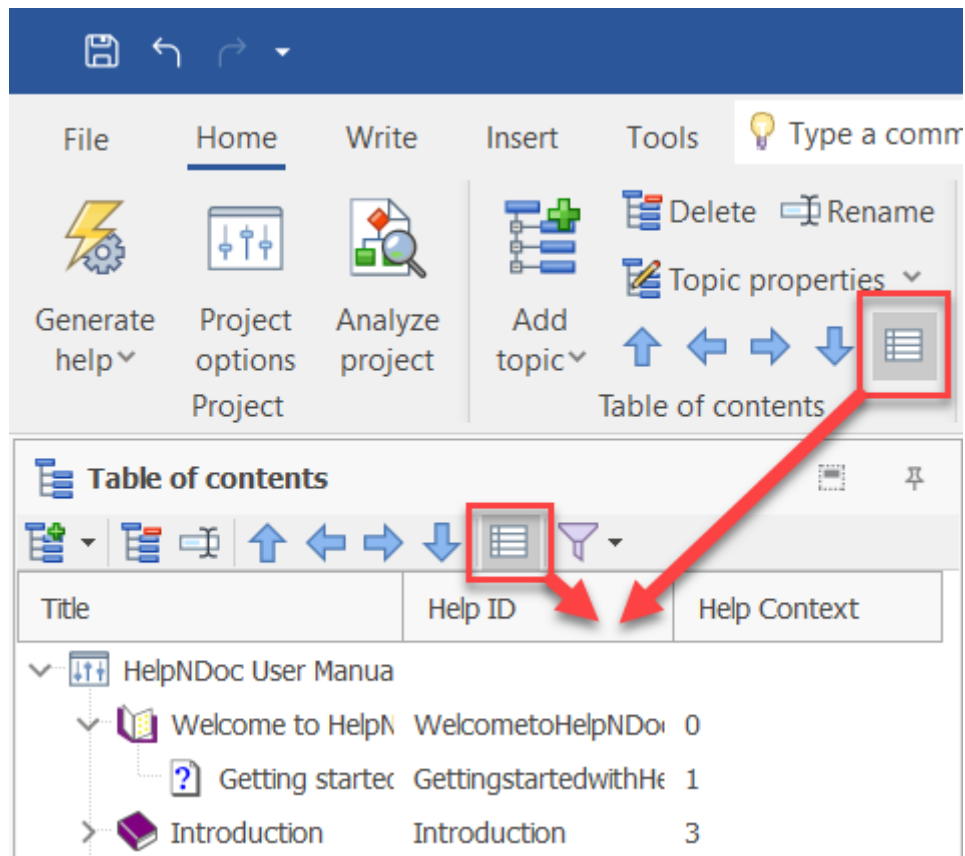 File Home Write Insert Tools Type a comm
Delete Rename
Topic properties
Generate help Project options Analyze project Add topic
Project Table of contents
Table of contents
Title Help ID Help Context
HelpNDoc User Manua
Welcome to HelpN WelcometoHelpNDo 0
Getting started GettingstartedwithHe 1
Introduction Introduction 3